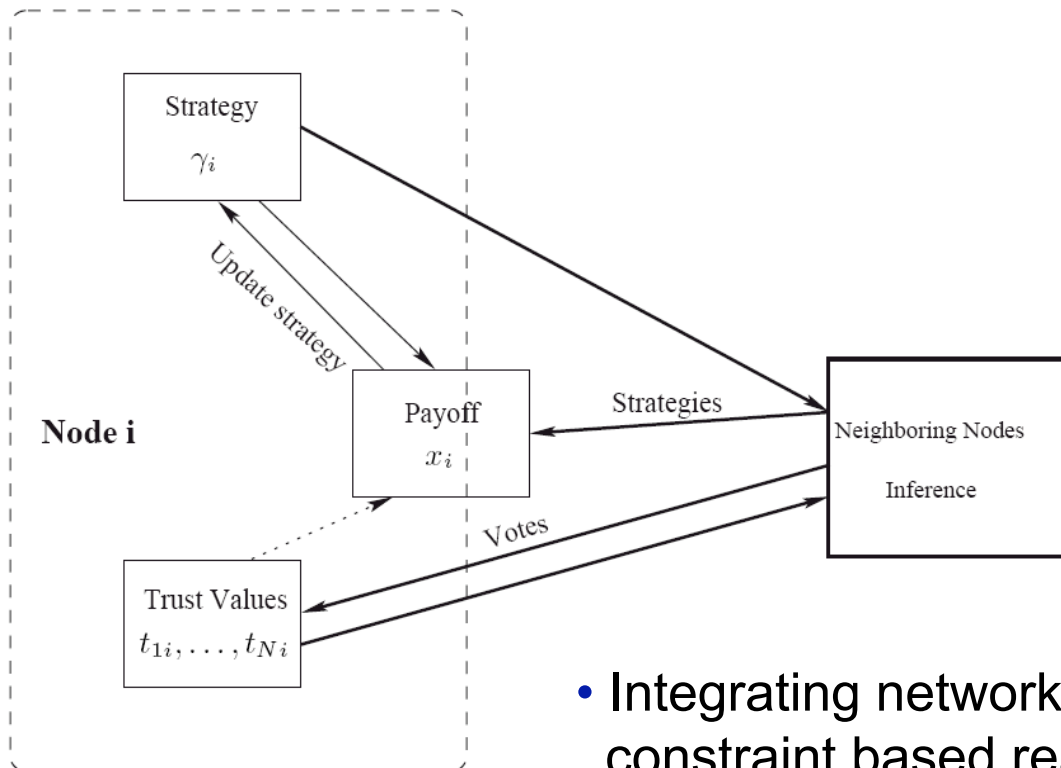 Strategy
γᵢ
Update strategy
Node i
Payoff
xᵢ
Strategies
Neighboring Nodes
Inference
Votes
Trust Values
t₁ᵢ, . . . , t_Nᵢ
• Integrating network
constraint based re